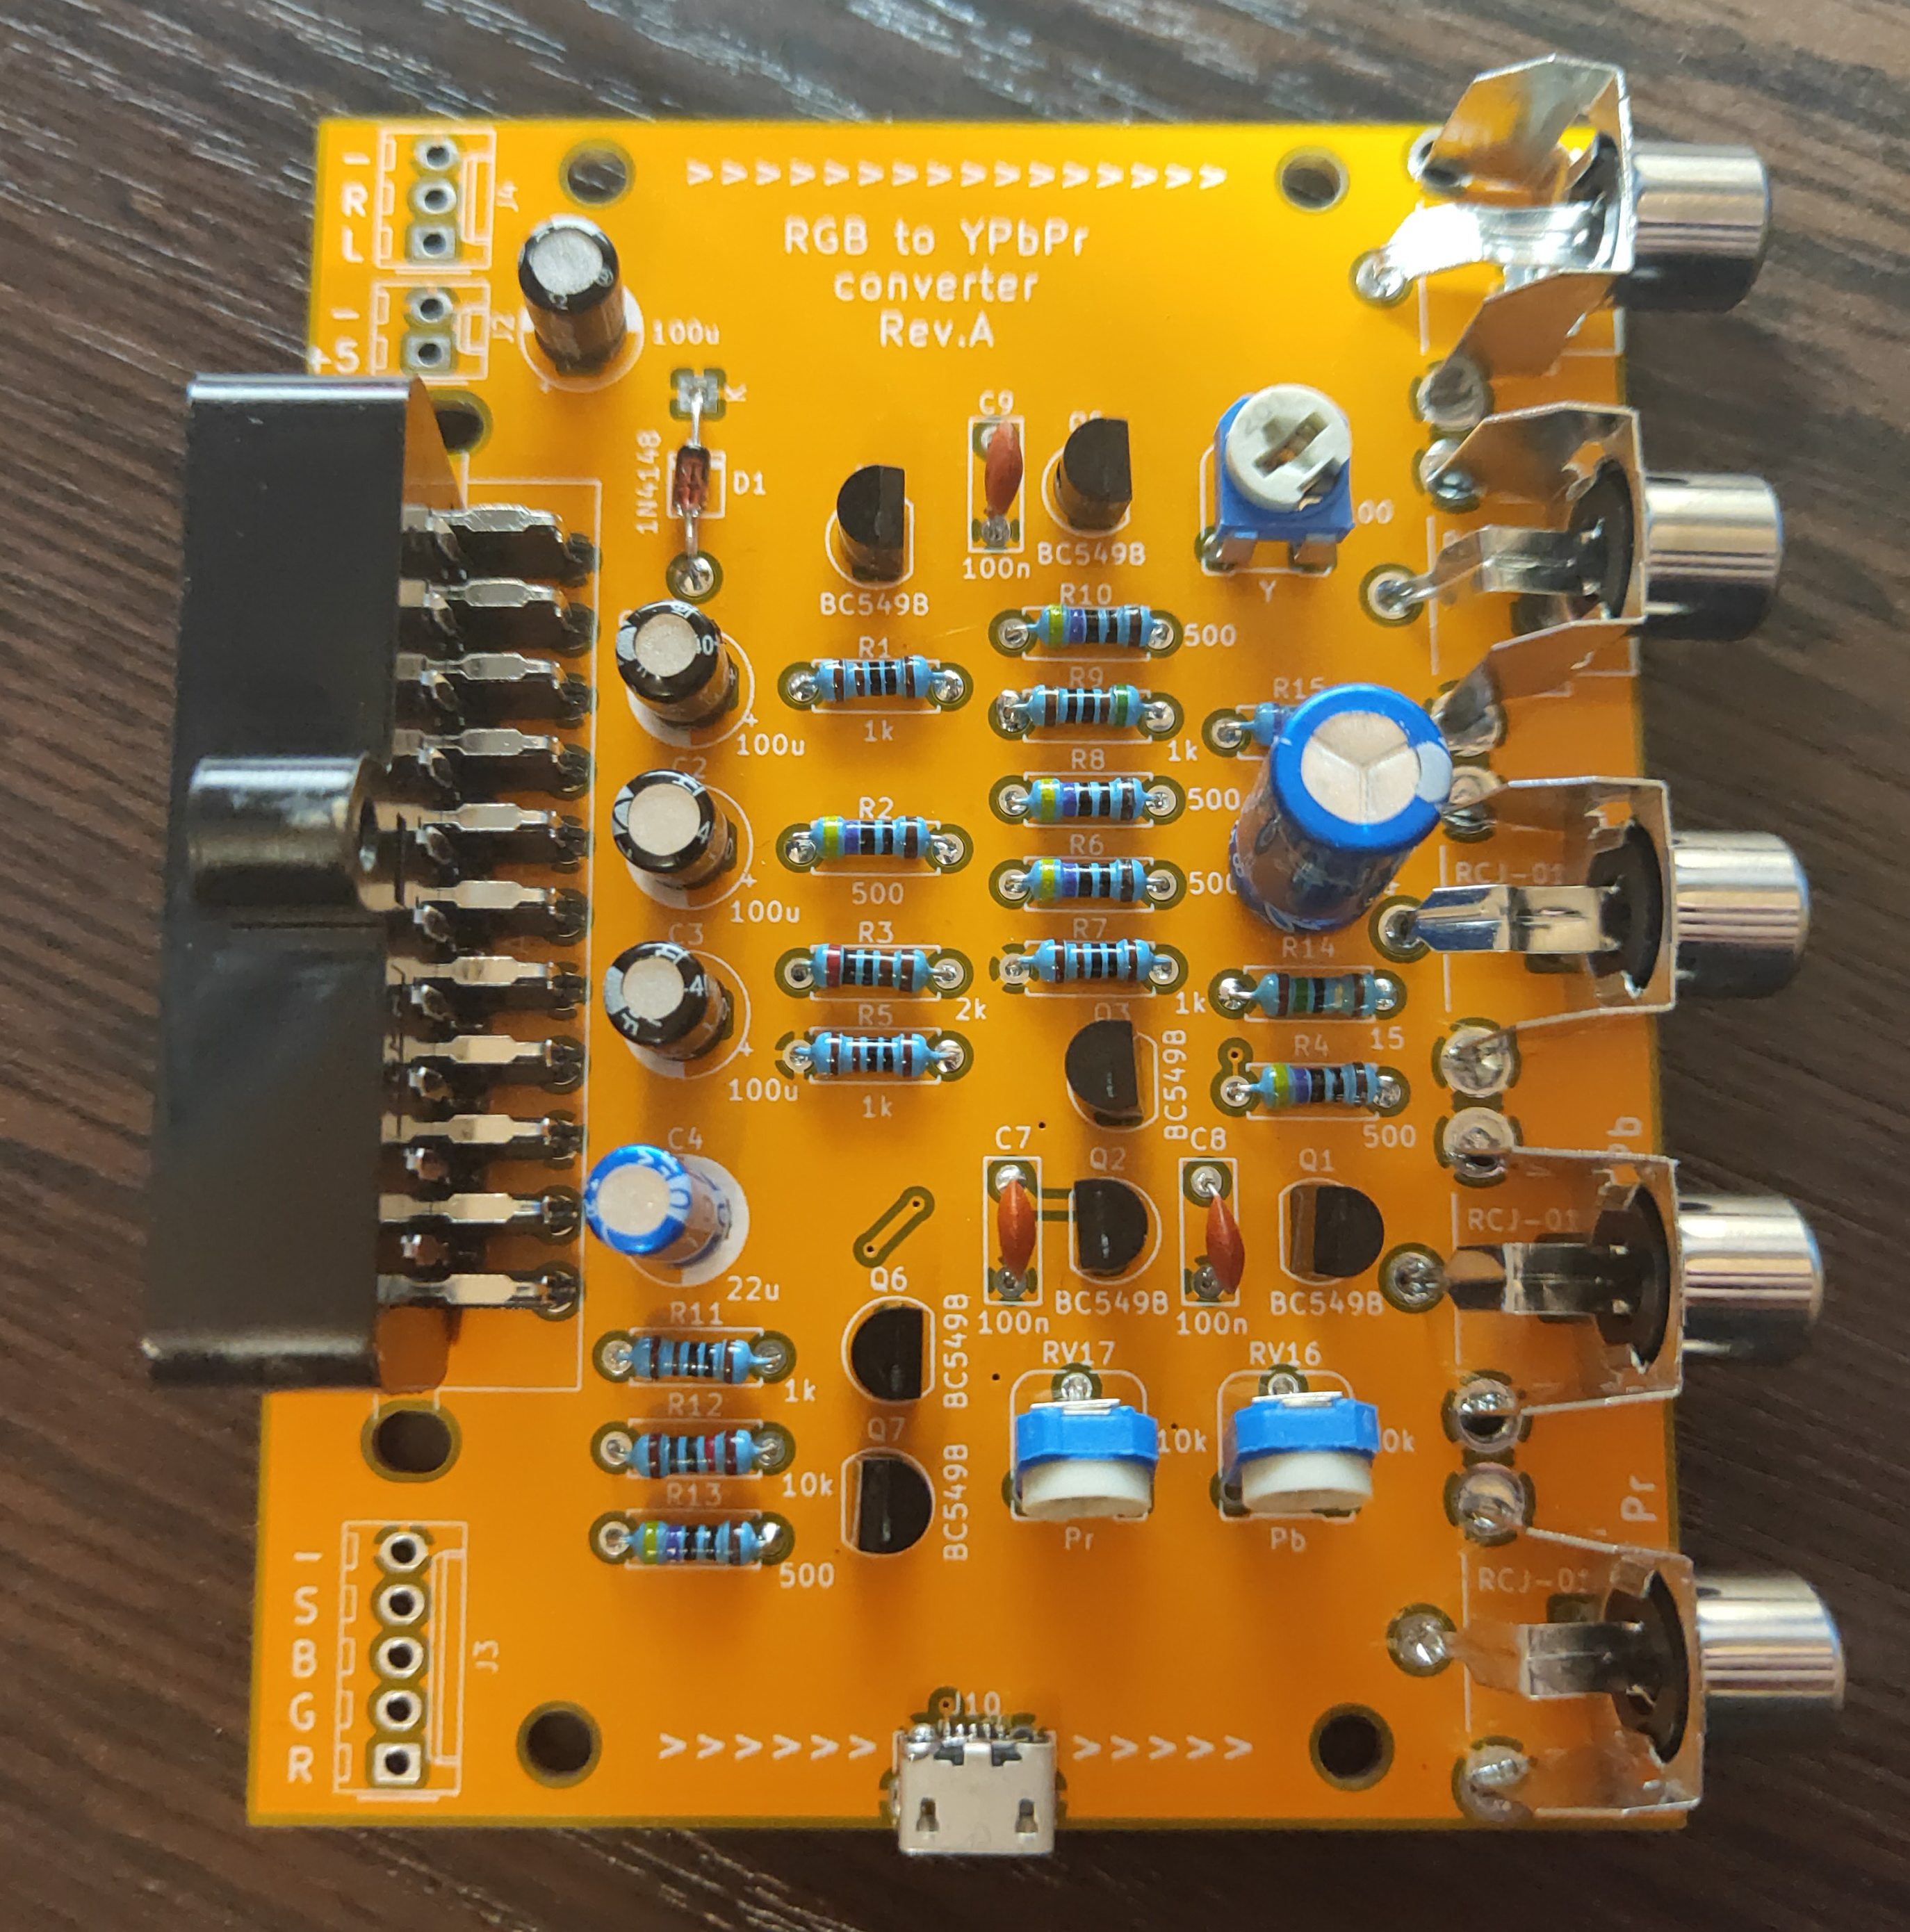 >>>>>>>>>>>>>>>>
RGB to YPbPr
converter
Rev.A
-
R
L
J4
-
+5
J2
100u
K
1N4148
D1
C9
100n
BC549B
BC549B
Y
R10
500
R1
1k
R9
1k
R15
100u
C2
R8
500
R2
500
R6
100u
C3
R3
2k
R7
1k
RCJ-01
R14
15
R5
1k
100u
Q3
BC549B
R4
500
C4
22u
C7
100n
Q2
BC549B
C8
100n
Q1
BC549B
Pb
RCJ-01
Q6
BC549B
R11
1k
R12
10k
R13
500
Q7
BC549B
RV17
10k
Pr
RV16
Pb
Pr
RCJ-01
-
S
B
G
R
J3
J10
>>>>>> >>>>>